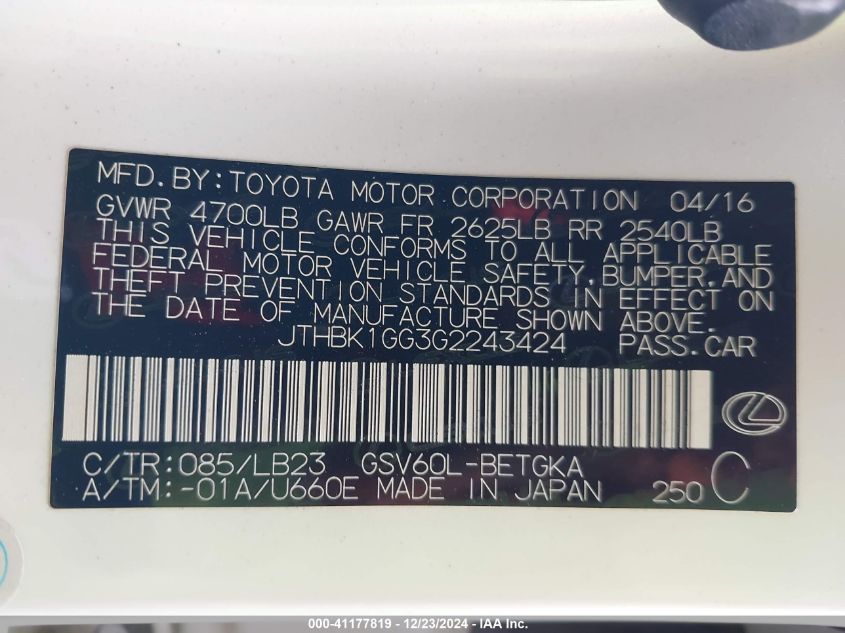 MFD. BY: TOYOTA MOTOR CORPORATION 04/16
GVWR 4700LB GAWR FR 2625LB RR 2540LB
THIS VEHICLE CONFORMS TO ALL APPLICABLE
FEDERAL MOTOR VEHICLE SAFETY, BUMPER, AND
THEFT PREVENTION STANDARDS IN EFFECT ON
THE DATE OF MANUFACTURE SHOWN ABOVE.
JTHBK1GG3G2243424 PASS. CAR
C/TR: 085/LB23 GSV60L-BETGKA
A/TM: -01A/U660E MADE IN JAPAN 250 C
000-41177819 - 12/23/2024 - IAA Inc.